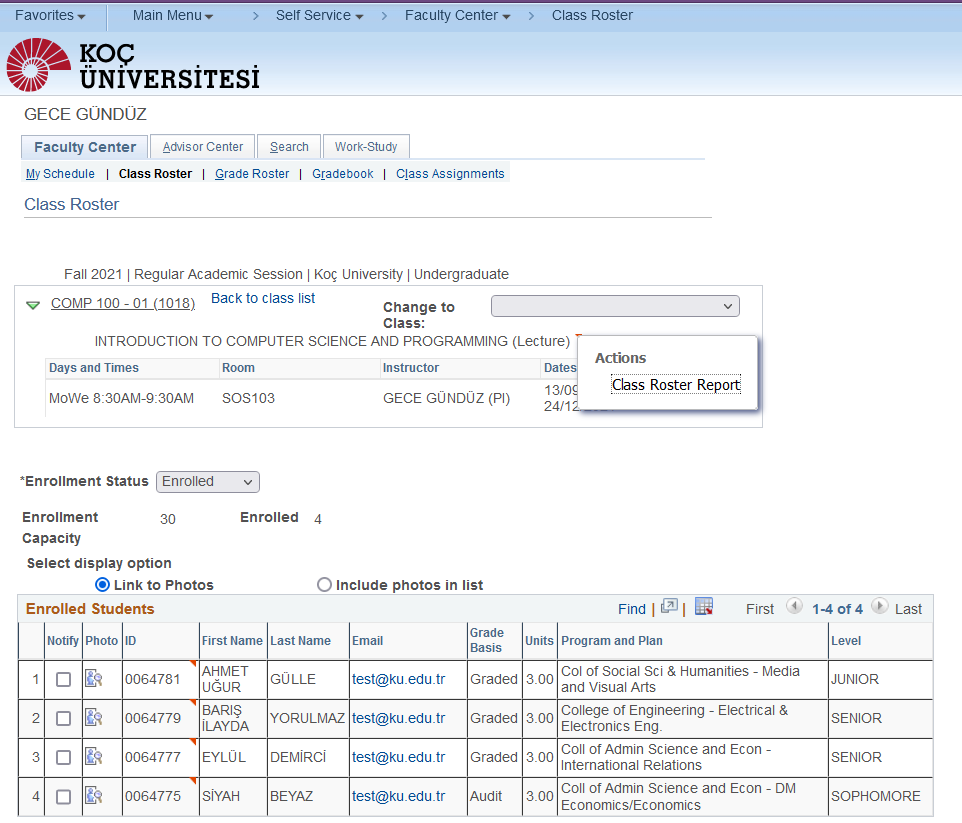 Favorites Main Menu > Self Service > Faculty Center > Class Roster
KOÇ
ÜNİVERSİTESİ
GECE GÜNDÜZ
Faculty Center Advisor Center Search Work-Study
My Schedule | Class Roster | Grade Roster | Gradebook | Class Assignments
Class Roster
Fall 2021 | Regular Academic Session | Koç University | Undergraduate
COMP 100 - 01 (1018) Back to class list Change to
Class:
INTRODUCTION TO COMPUTER SCIENCE AND PROGRAMMING (Lecture)
Actions
Class Roster Report
Days and Times Room Instructor Dates
MoWe 8:30AM-9:30AM SOS103 GECE GÜNDÜZ (PI) 13/09
24/12
*Enrollment Status Enrolled
Enrollment
Capacity 30 Enrolled 4
Select display option
Link to Photos Include photos in list
Enrolled Students Find | | First 1-4 of 4 Last
Notify Photo ID First Name Last Name Email Grade
Basis Units Program and Plan Level
1 0064781 AHMET
UĞUR GÜLLE test@ku.edu.tr Graded 3.00 Col of Social Sci & Humanities - Media
and Visual Arts JUNIOR
2 0064779 BARIŞ
İLAYDA YORULMAZ test@ku.edu.tr Graded 3.00 College of Engineering - Electrical &
Electronics Eng. SENIOR
3 0064777 EYLÜL DEMİRCİ test@ku.edu.tr Graded 3.00 Coll of Admin Science and Econ -
International Relations SENIOR
4 0064775 SİYAH BEYAZ test@ku.edu.tr Audit 3.00 Coll of Admin Science and Econ - DM
Economics/Economics SOPHOMORE